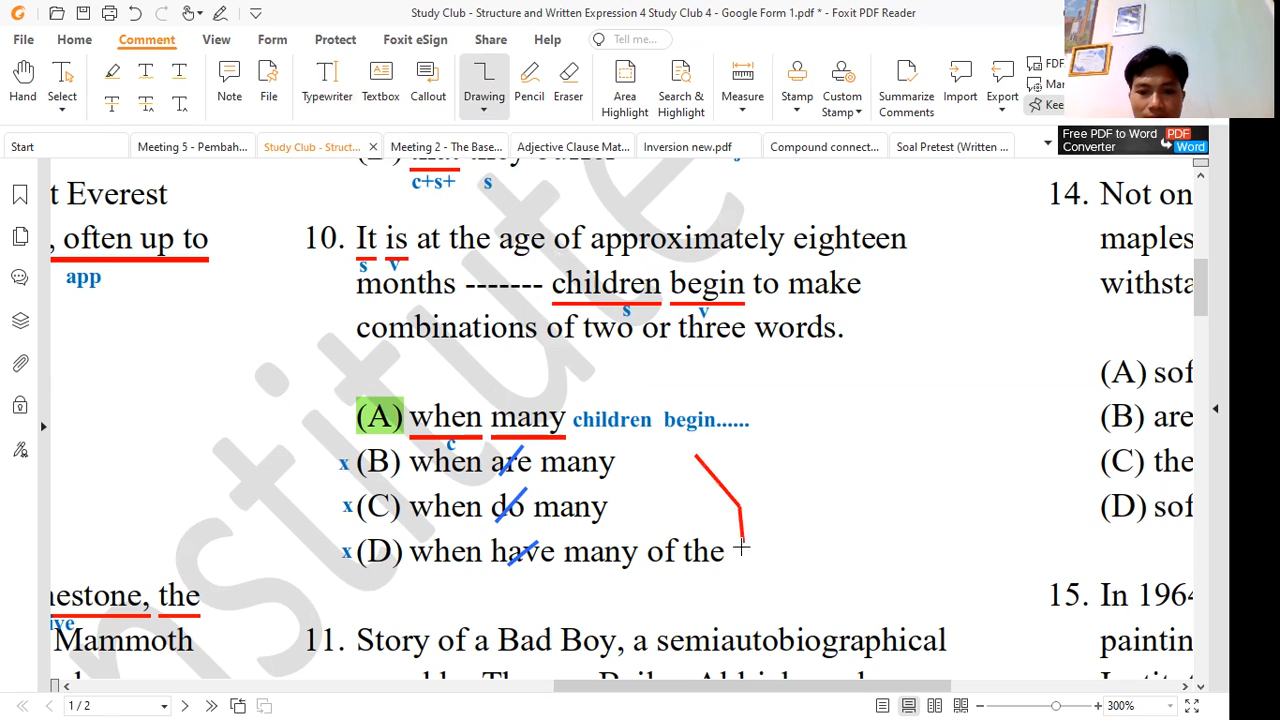 Study Club - Structure and Written Expression 4 Study Club 4 - Google Form 1.pdf * - Foxit PDF Reader
File Home Comment View Form Protect Foxit eSign Share Help Tell me...
Hand Select Note File Typewriter Textbox Callout Drawing Pencil Eraser Area Highlight Search & Highlight Measure Stamp Custom Stamp Summarize Comments Import Export
Start Meeting 5 - Pembah... Study Club - Struct... Meeting 2 - The Base... Adjective Clause Mat... Inversion new.pdf Compound connect... Soal Pretest (Written ...
Free PDF to Word Converter PDF Word
c+s+ s
t Everest
, often up to
app
10. It is at the age of approximately eighteen
s v
months ------- children begin to make
s v
combinations of two or three words.
(A) when many children begin......
c
x (B) when are many
x (C) when do many
x (D) when have many of the
nestone, the
ive
Mammoth
11. Story of a Bad Boy, a semiautobiographical
14. Not on
maples
withsta
(A) sof
(B) are
(C) the
(D) sof
15. In 1964
paintin
nstitute
1 / 2
300%